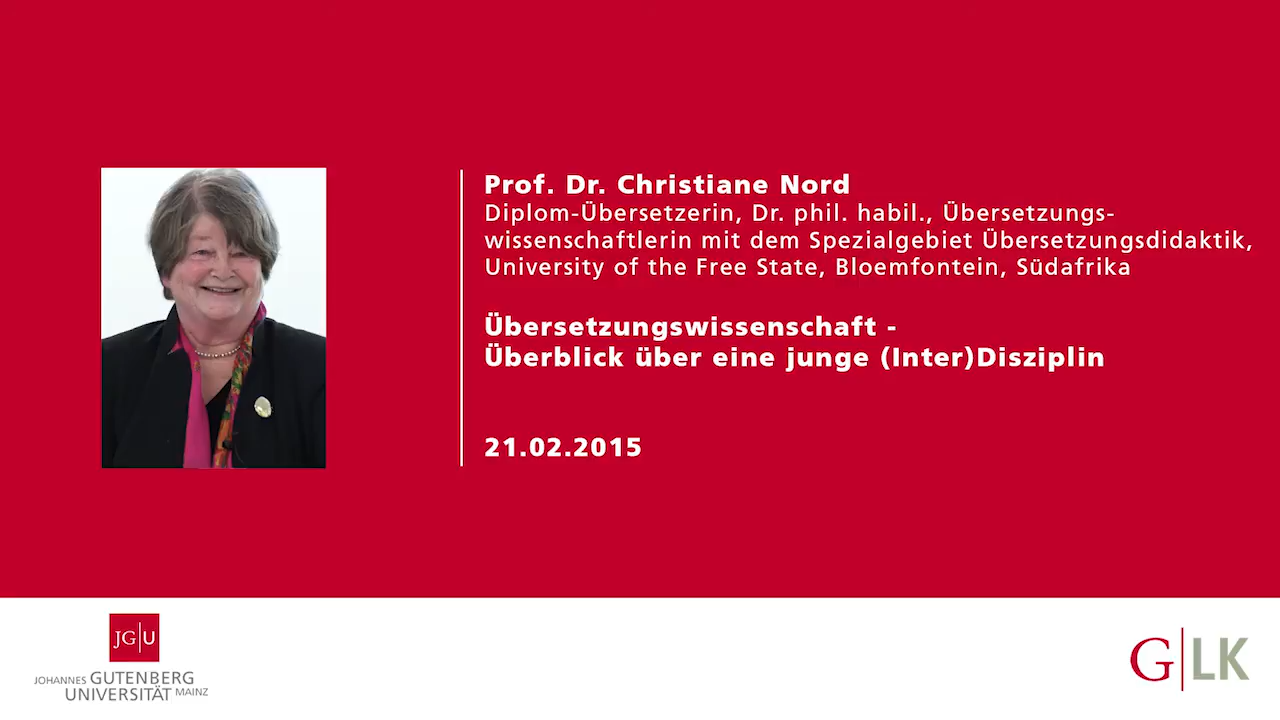 Prof. Dr. Christiane Nord
Diplom-Übersetzerin, Dr. phil. habil., Übersetzungs-
wissenschaftlerin mit dem Spezialgebiet Übersetzungsdidaktik,
University of the Free State, Bloemfontein, Südafrika
Übersetzungswissenschaft -
Überblick über eine junge (Inter)Disziplin
21.02.2015
JG|U
JOHANNES GUTENBERG
UNIVERSITÄT MAINZ
G|LK